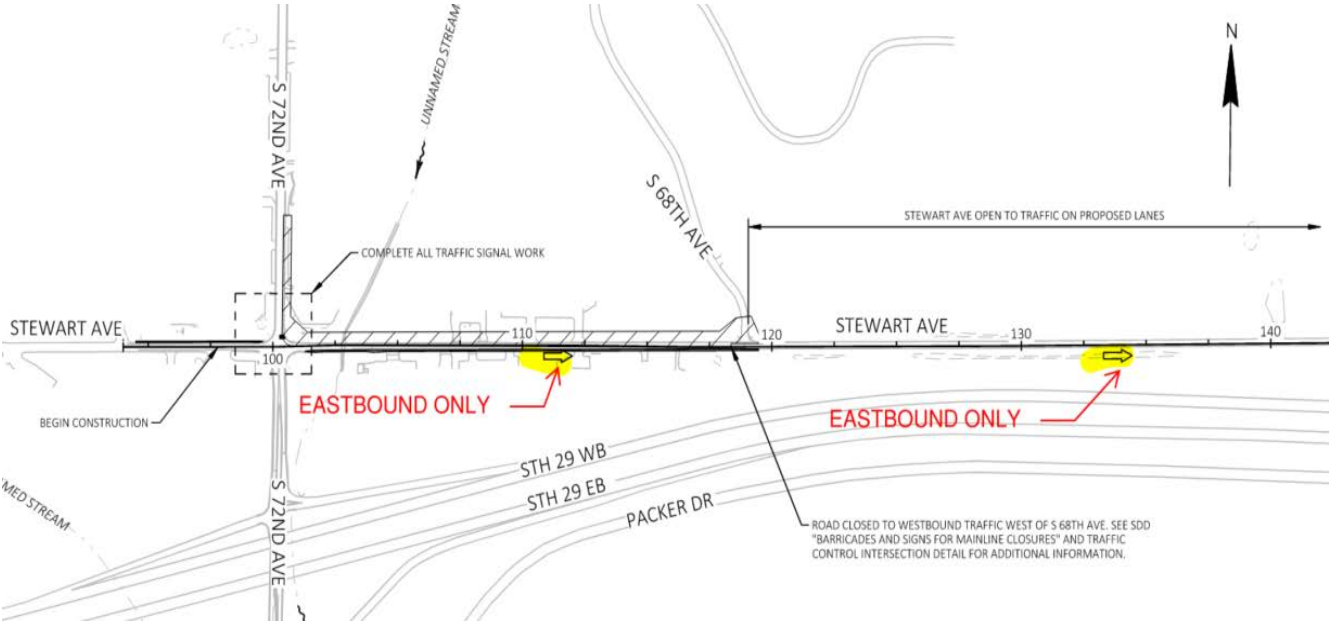 N
UNNAMED STREAM
S 72ND AVE
S 68TH AVE
STEWART AVE OPEN TO TRAFFIC ON PROPOSED LANES
COMPLETE ALL TRAFFIC SIGNAL WORK
STEWART AVE
100
110
120
STEWART AVE
130
140
BEGIN CONSTRUCTION
EASTBOUND ONLY
EASTBOUND ONLY
STH 29 WB
STH 29 EB
PACKER DR
MED STREAM
S 72ND AVE
ROAD CLOSED TO WESTBOUND TRAFFIC WEST OF S 68TH AVE. SEE SDD
"BARRICADES AND SIGNS FOR MAINLINE CLOSURES" AND TRAFFIC
CONTROL INTERSECTION DETAIL FOR ADDITIONAL INFORMATION.